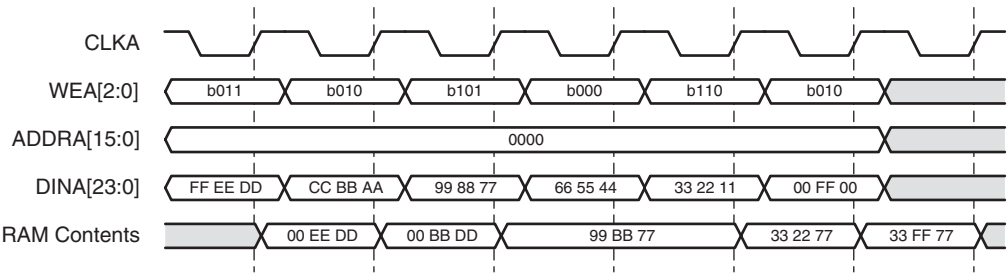 CLKA
WEA[2:0] b011 b010 b101 b000 b110 b010
ADDRA[15:0] 0000
DINA[23:0] FF EE DD CC BB AA 99 88 77 66 55 44 33 22 11 00 FF 00
RAM Contents 00 EE DD 00 BB DD 99 BB 77 33 22 77 33 FF 77